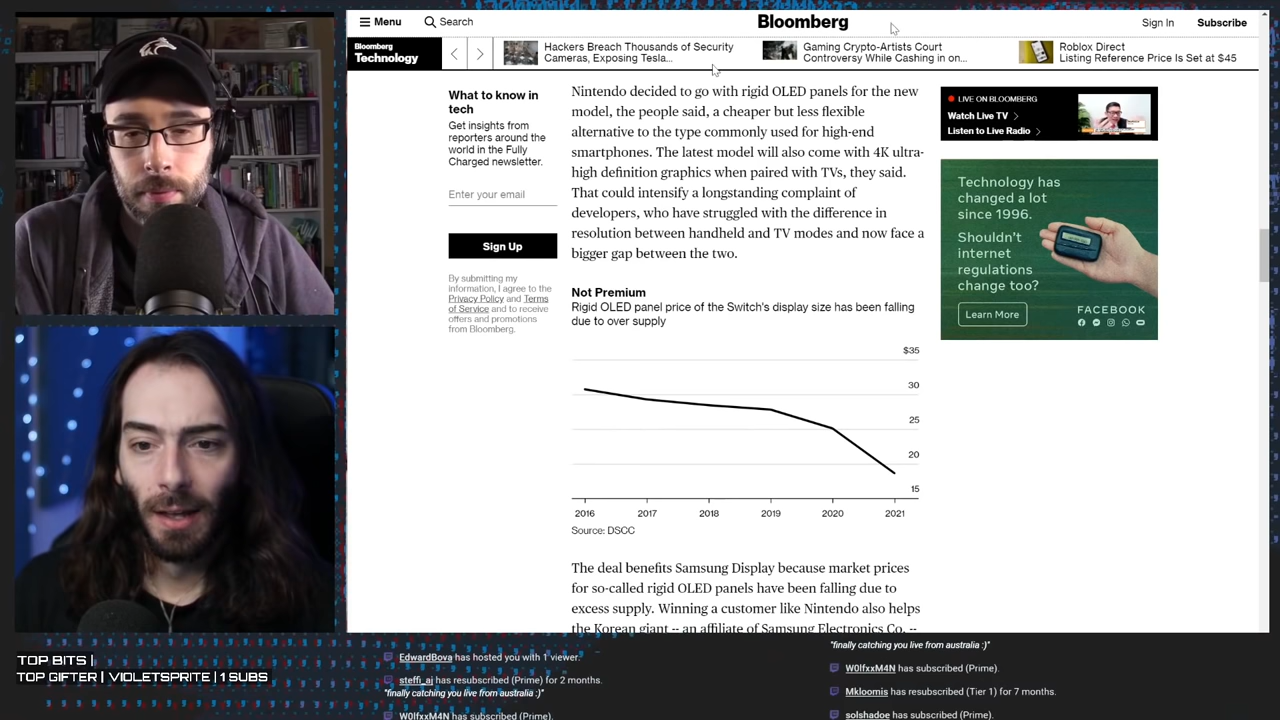 Menu
Search
Bloomberg
Sign In
Subscribe
Bloomberg
Technology
Hackers Breach Thousands of Security
Cameras, Exposing Tesla...
Gaming Crypto-Artists Court
Controversy While Cashing in on...
Roblox Direct
Listing Reference Price Is Set at $45
What to know in
tech
Get insights from
reporters around the
world in the Fully
Charged newsletter.
Enter your email
Sign Up
By submitting my
information, I agree to the
Privacy Policy and Terms
of Service and to receive
offers and promotions
from Bloomberg.
Nintendo decided to go with rigid OLED panels for the new
model, the people said, a cheaper but less flexible
alternative to the type commonly used for high-end
smartphones. The latest model will also come with 4K ultra-
high definition graphics when paired with TVs, they said.
That could intensify a longstanding complaint of
developers, who have struggled with the difference in
resolution between handheld and TV modes and now face a
bigger gap between the two.
Not Premium
Rigid OLED panel price of the Switch's display size has been falling
due to over supply
$35
30
25
20
15
2016 2017 2018 2019 2020 2021
Source: DSCC
The deal benefits Samsung Display because market prices
for so-called rigid OLED panels have been falling due to
excess supply. Winning a customer like Nintendo also helps
the Korean giant -- an affiliate of Samsung Electronics Co. --
LIVE ON BLOOMBERG
Watch Live TV
Listen to Live Radio
Technology has
changed a lot
since 1996.
Shouldn't
internet
regulations
change too?
Learn More
FACEBOOK
TOP BITS |
TOP GIFTER | VIOLETSPRITE | 1 SUBS
EdwardBova has hosted you with 1 viewer.
steffi_aj has resubscribed (Prime) for 2 months.
"finally catching you live from australia :)"
W0lfxxM4N has subscribed (Prime).
"finally catching you live from australia :)"
W0lfxxM4N has subscribed (Prime).
Mkloomis has resubscribed (Tier 1) for 7 months.
solshadoe has subscribed (Prime).